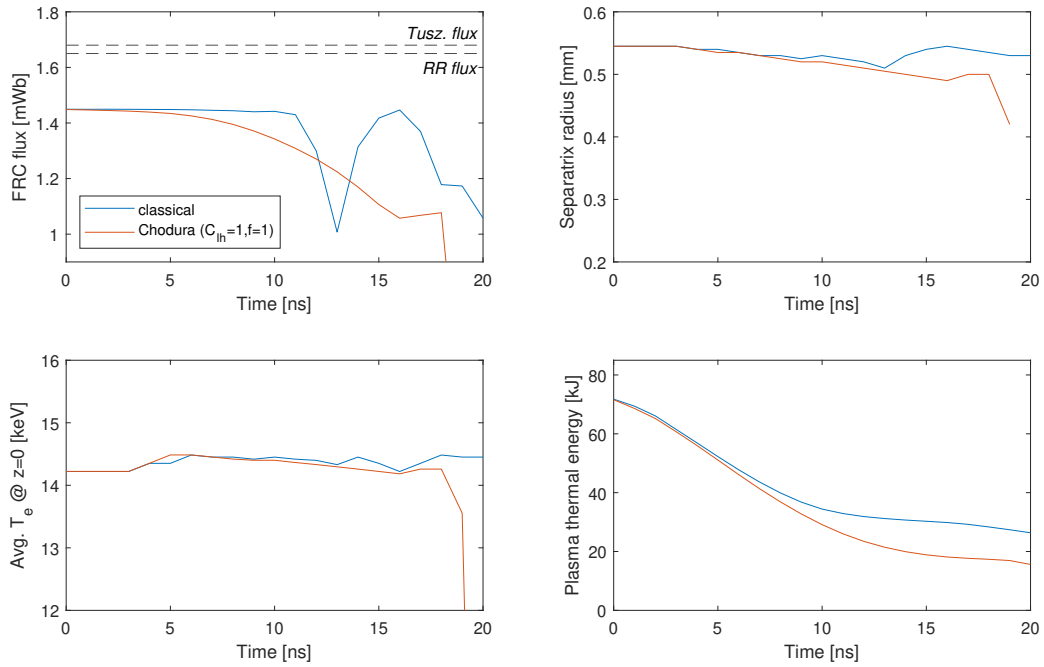 1.8
1.6
1.4
1.2
1
FRC flux [mWb]
Tusz. flux
RR flux
classical
Chodura (C_lh=1,f=1)
0 5 10 15 20
Time [ns]
0.6
0.5
0.4
0.3
0.2
Separatrix radius [mm]
0 5 10 15 20
Time [ns]
16
15
14
13
12
Avg. T_e @ z=0 [keV]
0 5 10 15 20
Time [ns]
80
60
40
20
0
Plasma thermal energy [kJ]
0 5 10 15 20
Time [ns]